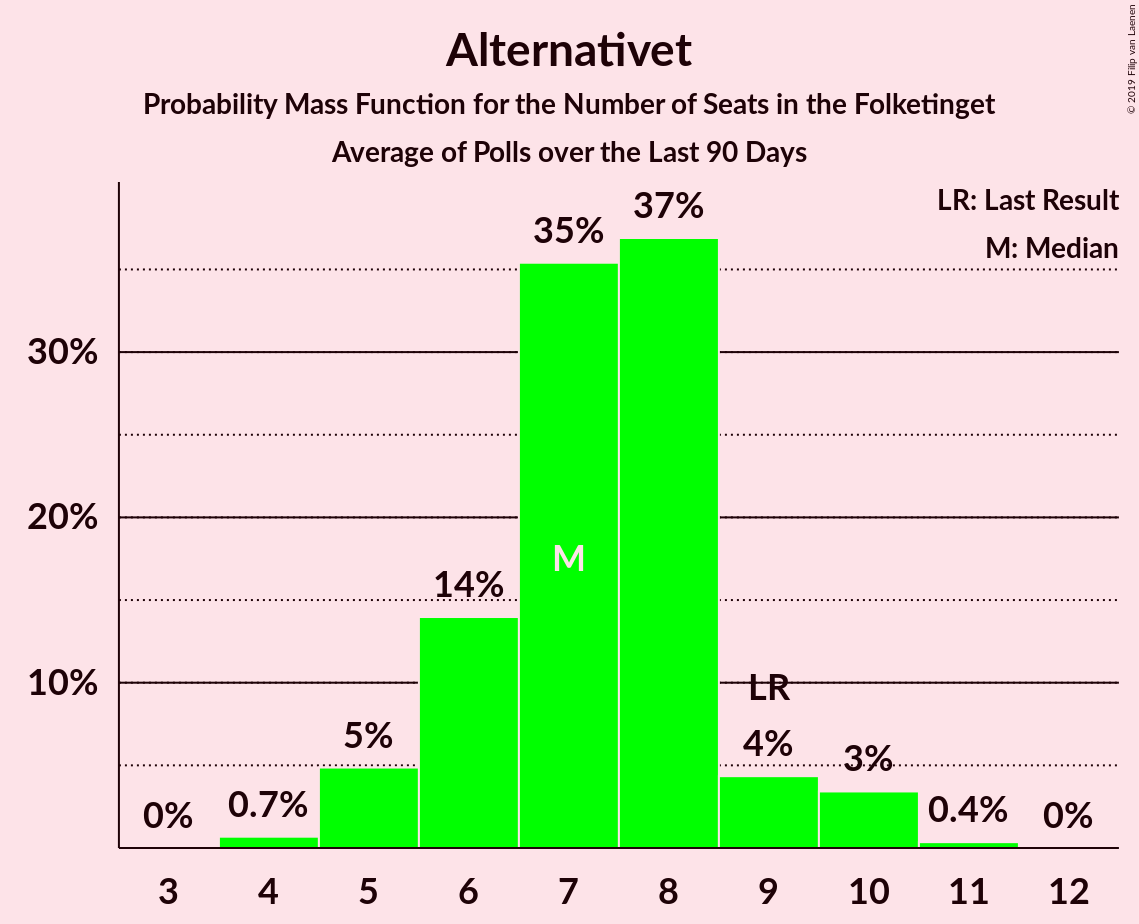 Alternativet
Probability Mass Function for the Number of Seats in the Folketinget
Average of Polls over the Last 90 Days
© 2019 Filip van Laenen
LR: Last Result
M: Median
37%
35%
30%
20%
M
14%
10%
LR
5%
4%
3%
0%
0.7%
0.4%
0%
3 4 5 6 7 8 9 10 11 12